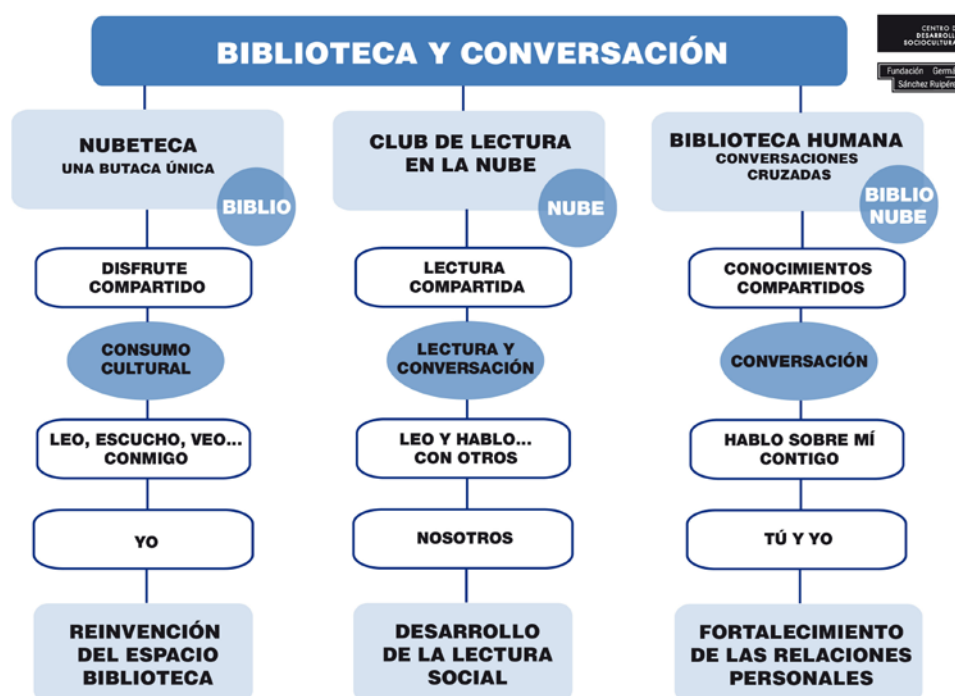 BIBLIOTECA Y CONVERSACIÓN
CENTRO
DESARROLL
SOCIOCULTURA
Fundación Germá
Sánchez Ruipér
NUBETECA
UNA BUTACA ÚNICA
BIBLIO
CLUB DE LECTURA
EN LA NUBE
NUBE
BIBLIOTECA HUMANA
CONVERSACIONES
CRUZADAS
BIBLIO
NUBE
DISFRUTE
COMPARTIDO
LECTURA
COMPARTIDA
CONOCIMIENTOS
COMPARTIDOS
CONSUMO
CULTURAL
LECTURA Y
CONVERSACIÓN
CONVERSACIÓN
LEO, ESCUCHO, VEO...
CONMIGO
LEO Y HABLO...
CON OTROS
HABLO SOBRE MÍ
CONTIGO
YO
NOSOTROS
TÚ Y YO
REINVENCIÓN
DEL ESPACIO
BIBLIOTECA
DESARROLLO
DE LA LECTURA
SOCIAL
FORTALECIMIENTO
DE LAS RELACIONES
PERSONALES